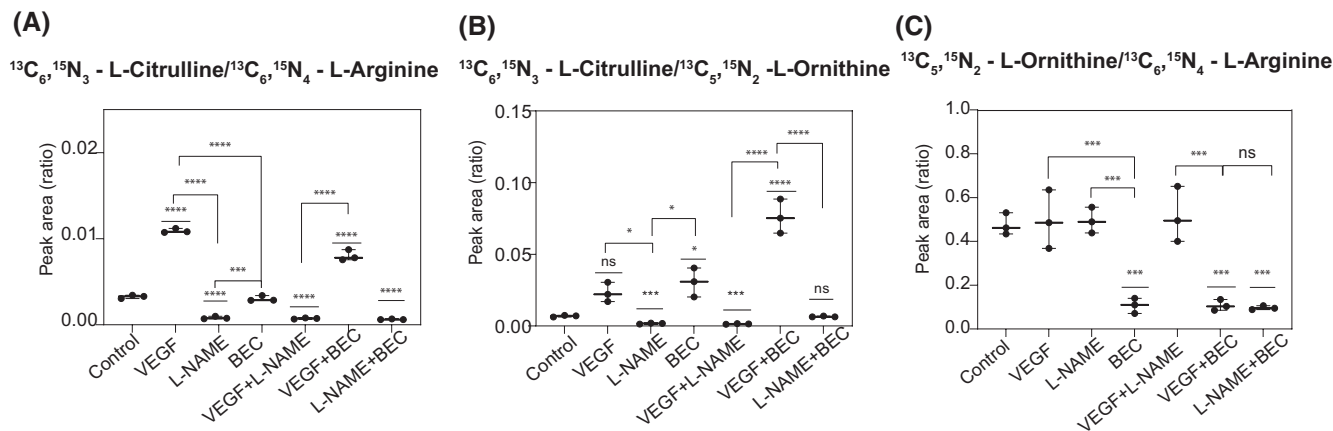 (A)
¹³C₆,¹⁵N₃ - L-Citrulline/¹³C₆,¹⁵N₄ - L-Arginine
Peak area (ratio)
0.02
0.01
0.00
****
****
****
****
***
****
****
****
****
Control
VEGF
L-NAME
BEC
VEGF+L-NAME
VEGF+BEC
L-NAME+BEC
(B)
¹³C₆,¹⁵N₃ - L-Citrulline/¹³C₅,¹⁵N₂ -L-Ornithine
Peak area (ratio)
0.15
0.10
0.05
0.00
****
****
****
*
*
*
ns
***
***
ns
Control
VEGF
L-NAME
BEC
VEGF+L-NAME
VEGF+BEC
L-NAME+BEC
(C)
¹³C₅,¹⁵N₂ - L-Ornithine/¹³C₆,¹⁵N₄ - L-Arginine
Peak area (ratio)
1.0
0.8
0.6
0.4
0.2
0.0
***
***
***
ns
***
***
***
Control
VEGF
L-NAME
BEC
VEGF+L-NAME
VEGF+BEC
L-NAME+BEC